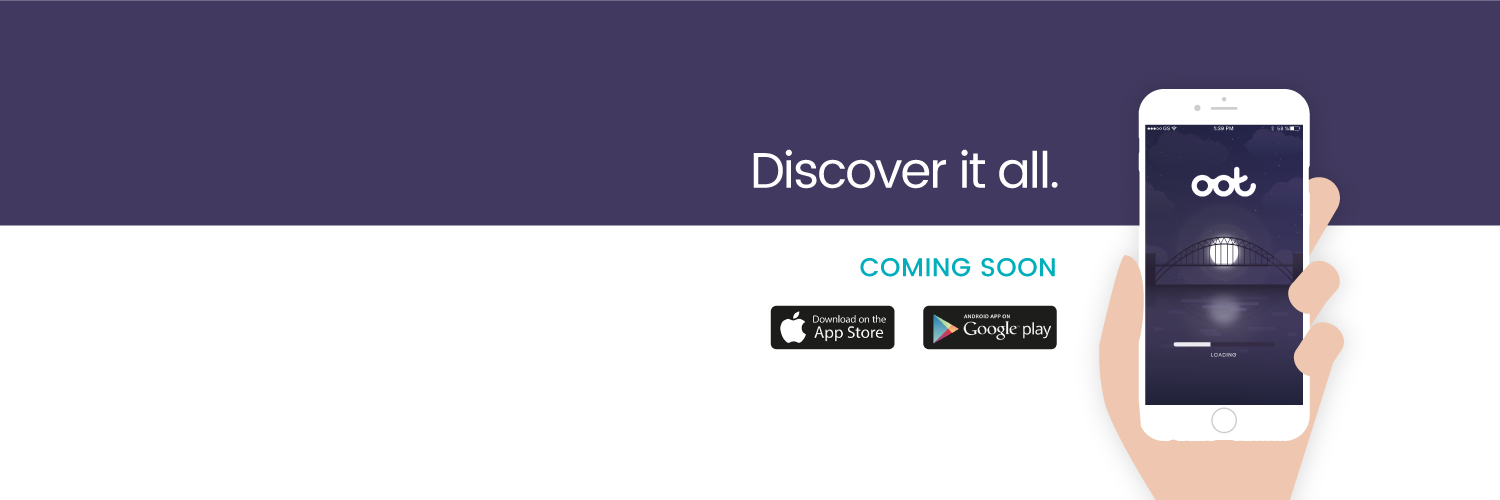 Discover it all.
COMING SOON
Download on the
App Store
ANDROID APP ON
Google play
GS 1:39 PM 59 %
oot
LOADING